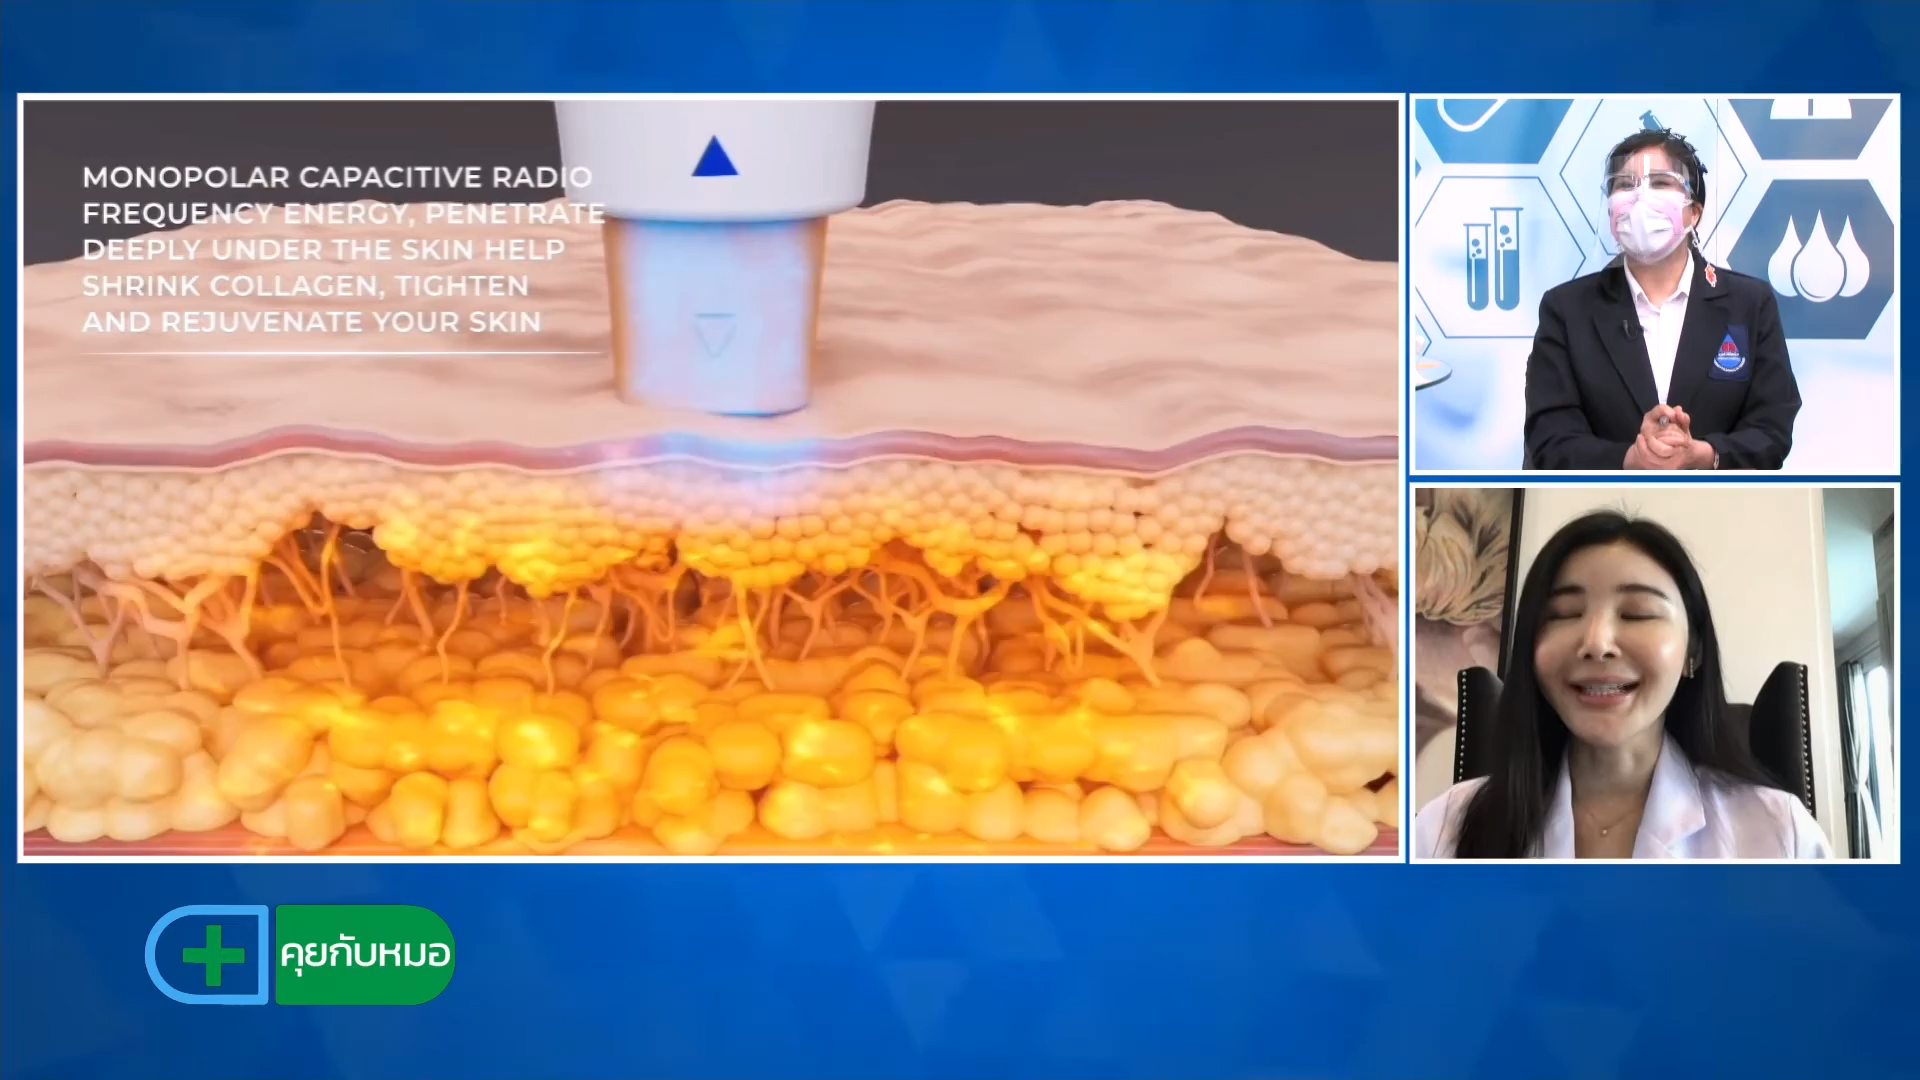 MONOPOLAR CAPACITIVE RADIO
FREQUENCY ENERGY, PENETRATE
DEEPLY UNDER THE SKIN HELP
SHRINK COLLAGEN, TIGHTEN
AND REJUVENATE YOUR SKIN
คุยกับหมอ